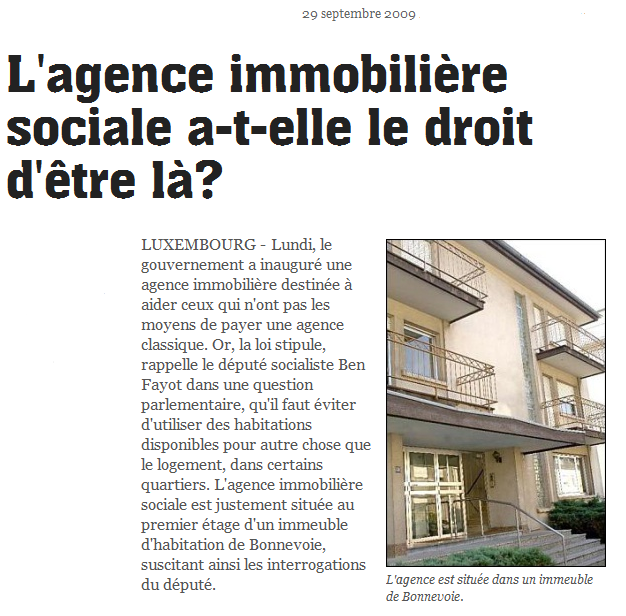 29 septembre 2009
L'agence immobilière
sociale a-t-elle le droit
d'être là?
LUXEMBOURG - Lundi, le
gouvernement a inauguré une
agence immobilière destinée à
aider ceux qui n'ont pas les
moyens de payer une agence
classique. Or, la loi stipule,
rappelle le député socialiste Ben
Fayot dans une question
parlementaire, qu'il faut éviter
d'utiliser des habitations
disponibles pour autre chose que
le logement, dans certains
quartiers. L'agence immobilière
sociale est justement située au
premier étage d'un immeuble
d'habitation de Bonnevoie,
suscitant ainsi les interrogations
du député.
L'agence est située dans un immeuble
de Bonnevoie.